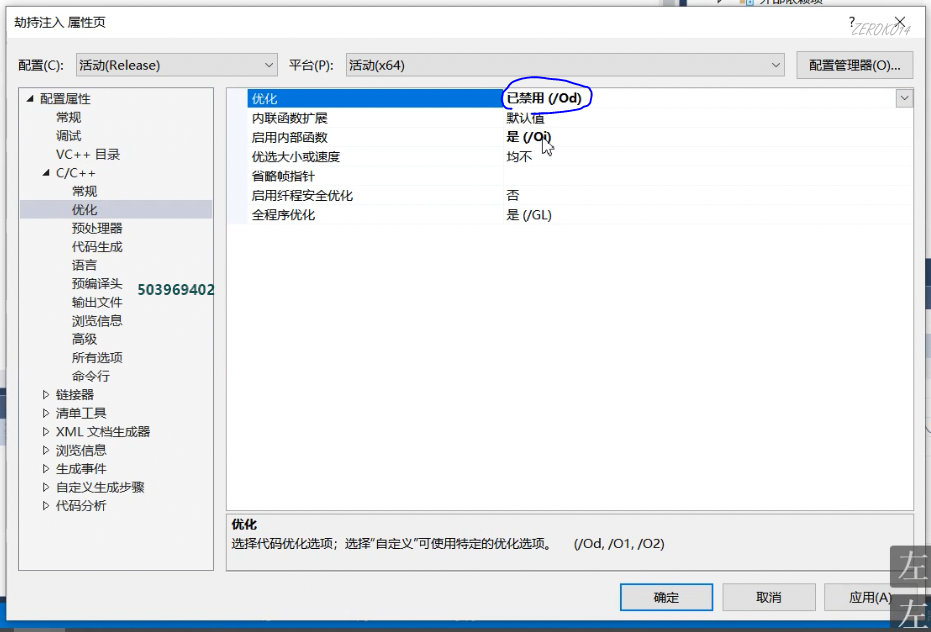 外部依赖项
劫持注入 属性页
?
ZEROK014
配置(C):
活动(Release)
平台(P):
活动(x64)
配置管理器(O)...
配置属性
常规
调试
VC++ 目录
C/C++
常规
优化
预处理器
代码生成
语言
预编译头
输出文件
浏览信息
高级
所有选项
命令行
链接器
清单工具
XML 文档生成器
浏览信息
生成事件
自定义生成步骤
代码分析
503969402
优化 已禁用 (/Od)
内联函数扩展 默认值
启用内部函数 是 (/Oi)
优选大小或速度 均不
省略帧指针
启用纤程安全优化 否
全程序优化 是 (/GL)
优化
选择代码优化选项；选择“自定义”可使用特定的优化选项。 (/Od, /O1, /O2)
确定
取消
应用(A)
左
左